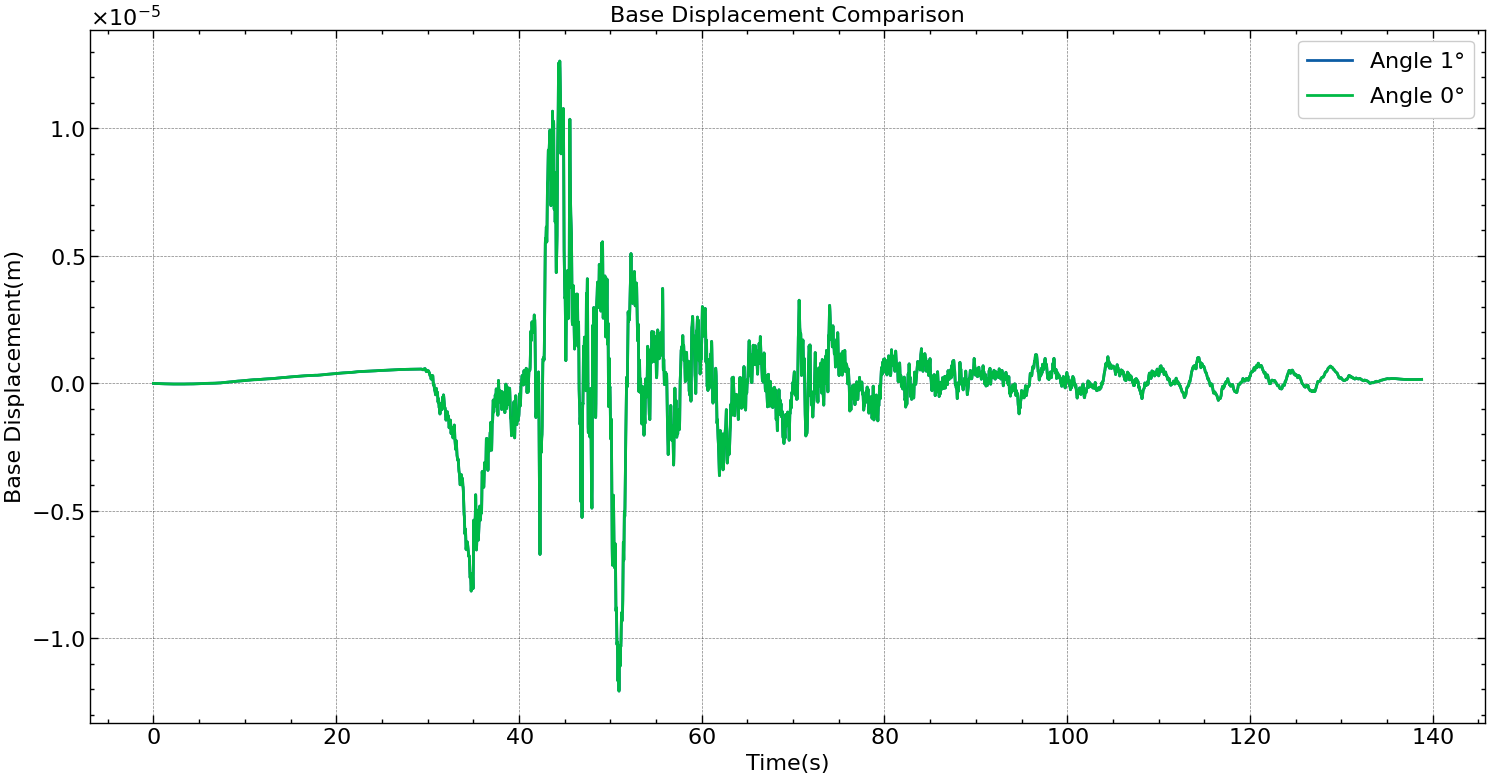 ×10⁻⁵
Base Displacement Comparison
Angle 1°
Angle 0°
1.0
0.5
0.0
−0.5
−1.0
Base Displacement(m)
0 20 40 60 80 100 120 140
Time(s)